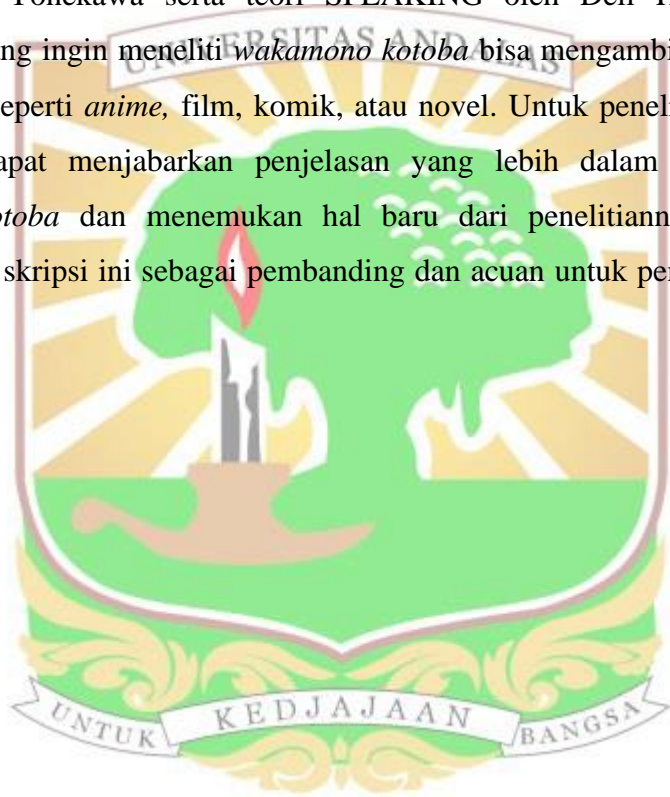 Yonekawa serta teori SPEAKING oleh Dell
ng ingin meneliti wakamono kotoba bisa mengambi
UNIVERSITAS ANDALAS
eperti anime, film, komik, atau novel. Untuk peneli
apat menjabarkan penjelasan yang lebih dalam
otoba dan menemukan hal baru dari penelitiann
skripsi ini sebagai pembanding dan acuan untuk pe
UNTUK KEDJAJAAN BANGSA